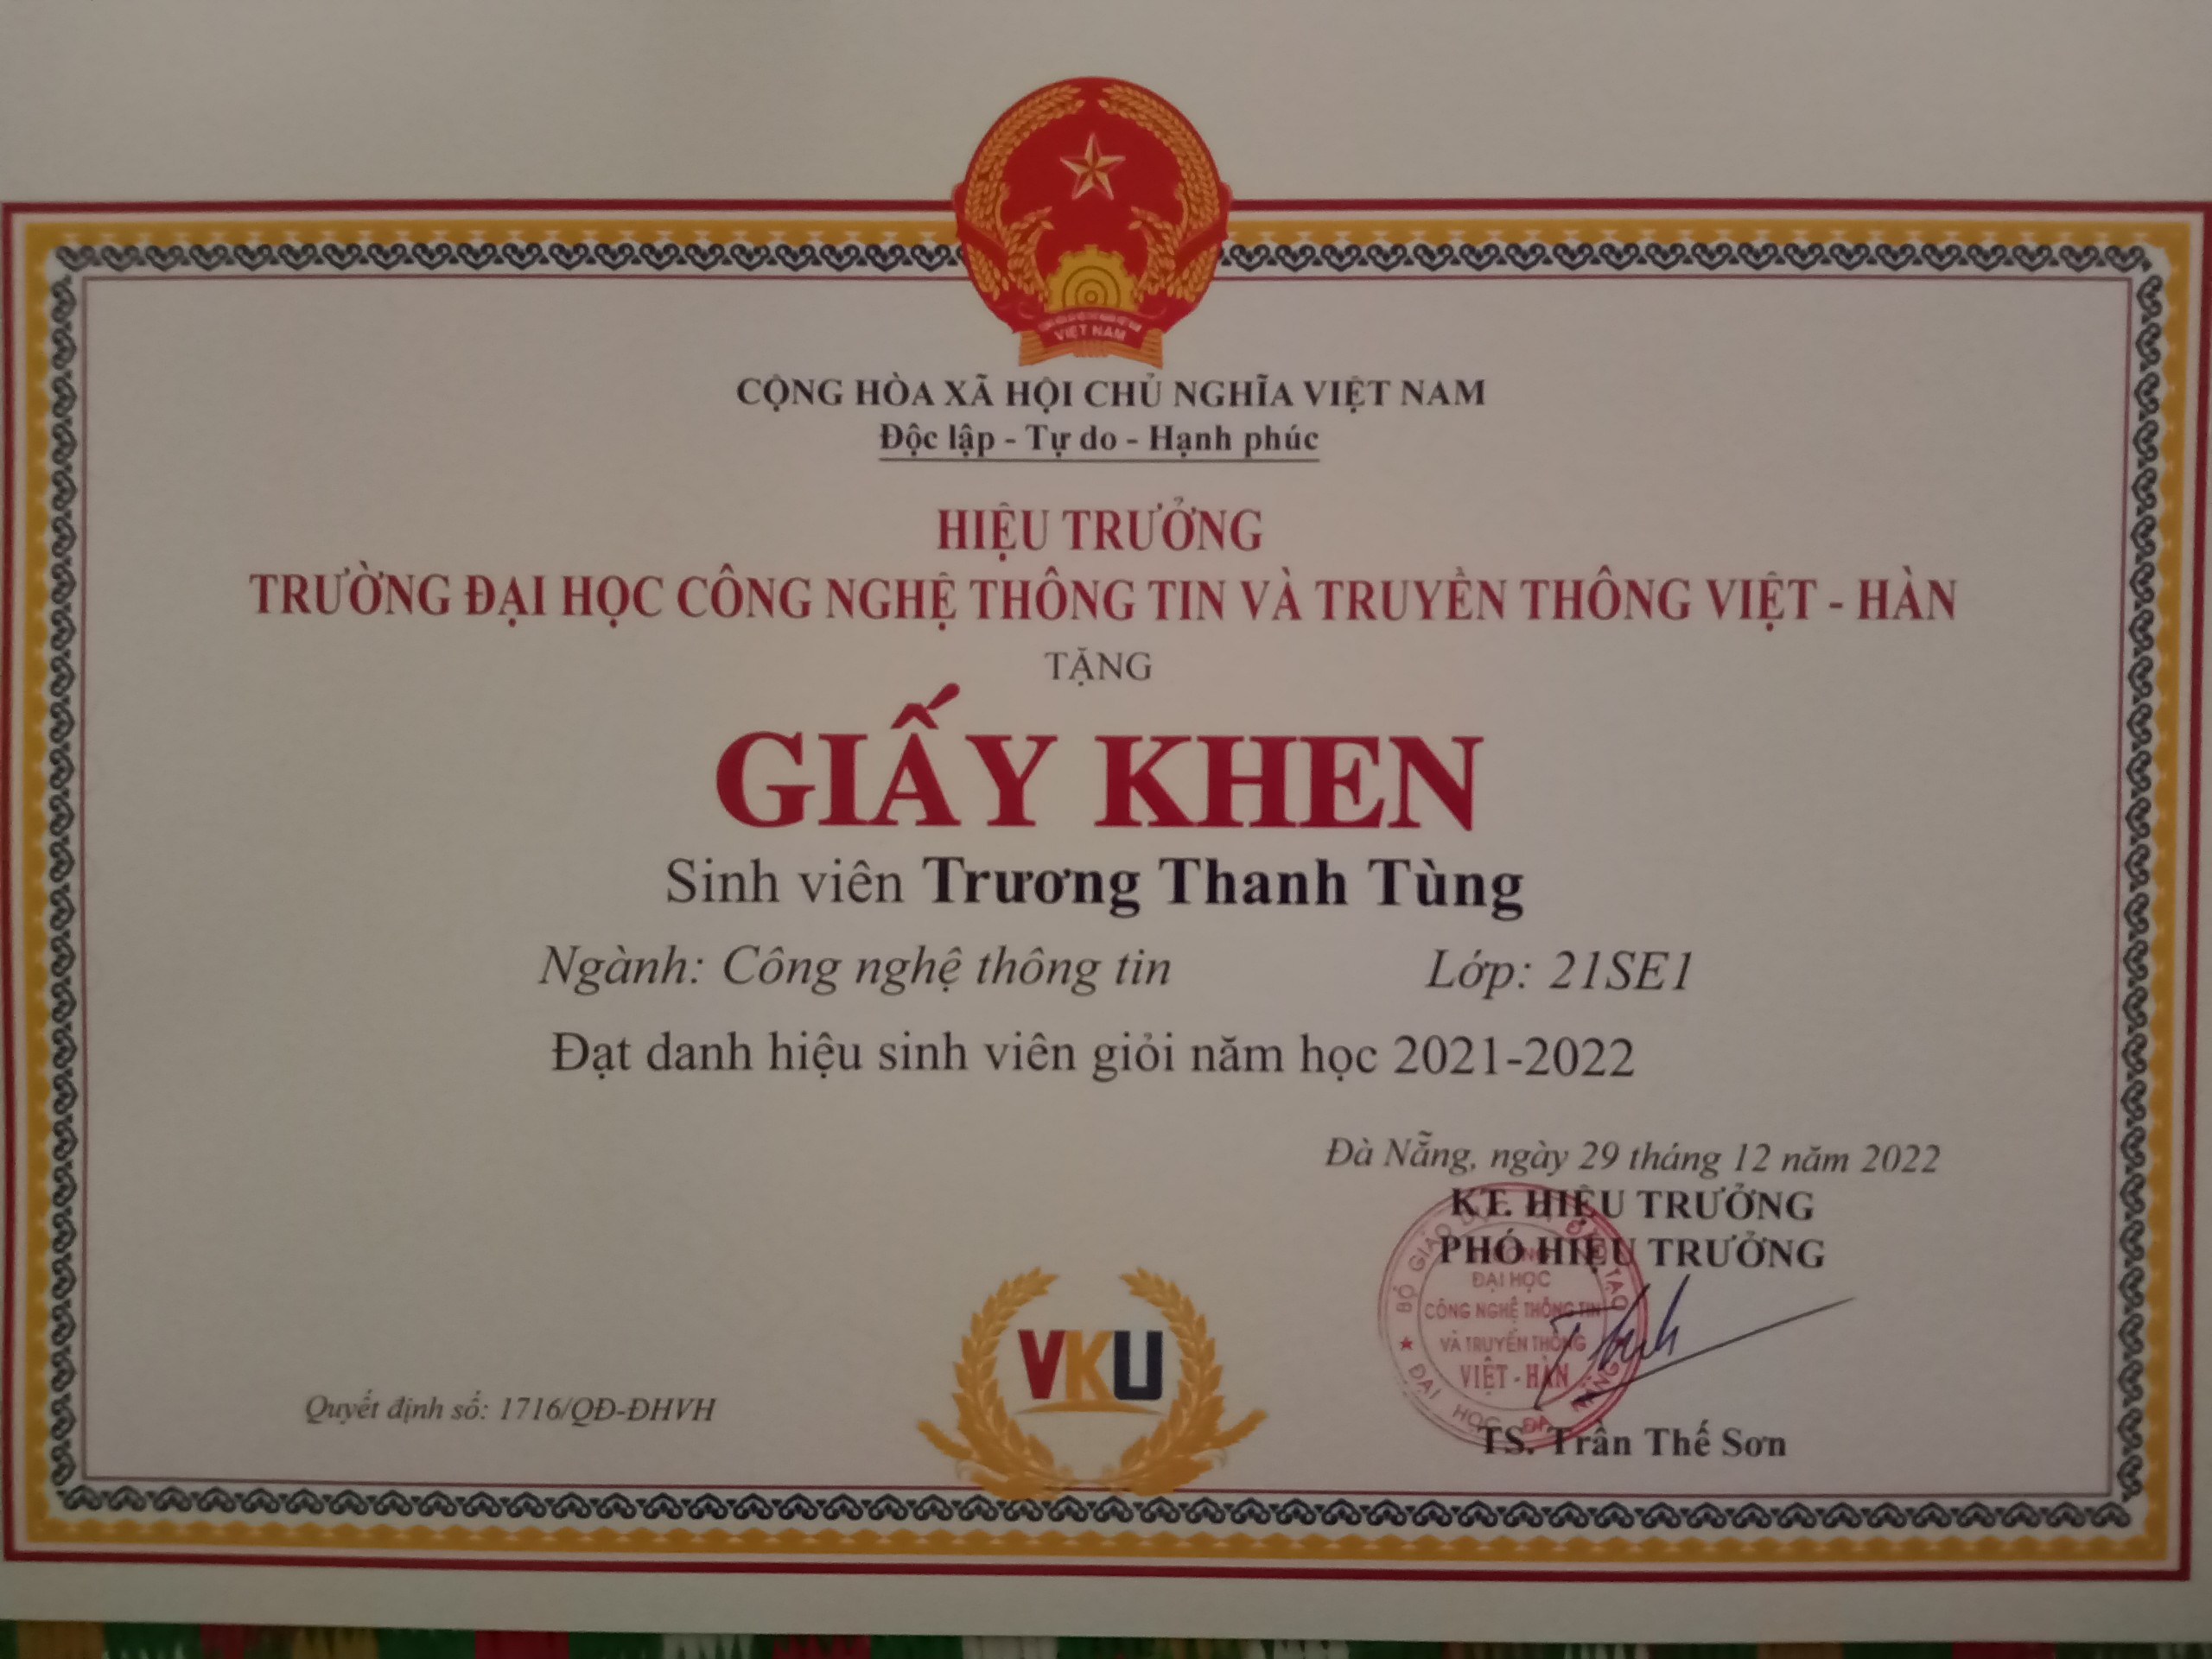 VIỆT NAM
CỘNG HÒA XÃ HỘI CHỦ NGHĨA VIỆT NAM
Độc lập - Tự do - Hạnh phúc
HIỆU TRƯỞNG
TRƯỜNG ĐẠI HỌC CÔNG NGHỆ THÔNG TIN VÀ TRUYỀN THÔNG VIỆT - HÀN
TẶNG
GIẤY KHEN
Sinh viên Trương Thanh Tùng
Ngành: Công nghệ thông tin Lớp: 21SE1
Đạt danh hiệu sinh viên giỏi năm học 2021-2022
Đà Nẵng, ngày 29 tháng 12 năm 2022
KT. HIỆU TRƯỞNG
PHÓ HIỆU TRƯỞNG
BỘ GIÁO DỤC VÀ ĐÀO TẠO
ĐẠI HỌC ĐÀ NẴNG
TRƯỜNG
ĐẠI HỌC
CÔNG NGHỆ THÔNG TIN
VÀ TRUYỀN THÔNG
VIỆT - HÀN
VKU
Quyết định số: 1716/QĐ-ĐHVH
TS. Trần Thế Sơn